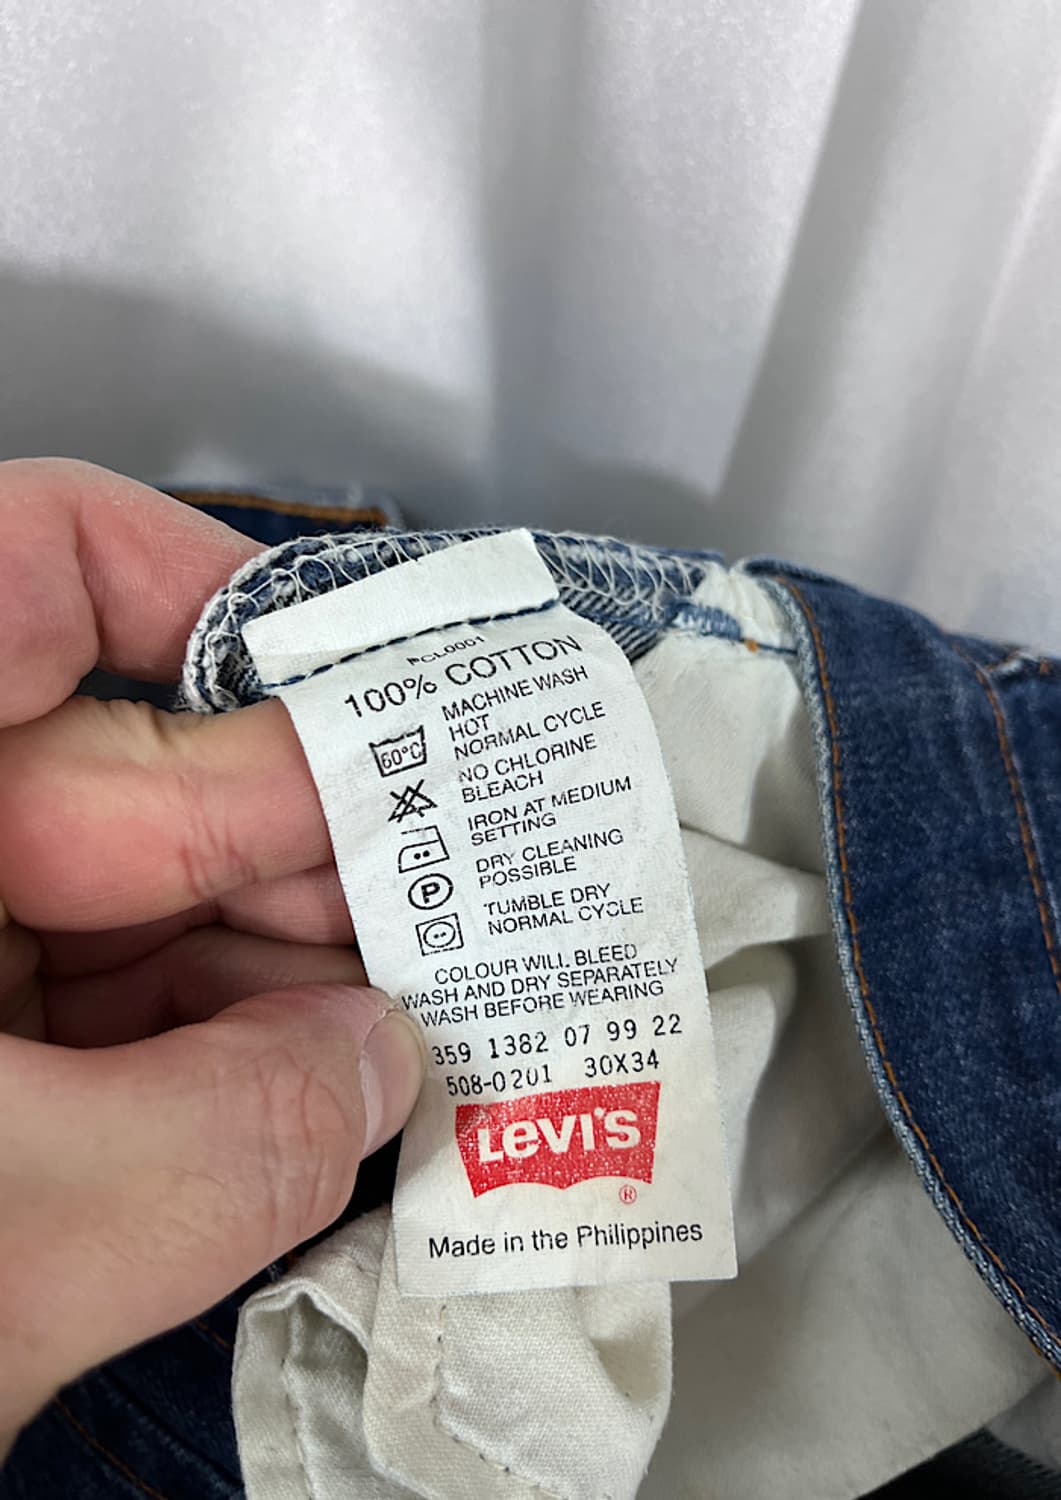 PCL0001
100% COTTON
MACHINE WASH
HOT
60°C
NORMAL CYCLE
NO CHLORINE
BLEACH
IRON AT MEDIUM
SETTING
DRY CLEANING
POSSIBLE
P
TUMBLE DRY
NORMAL CYCLE
COLOUR WILL BLEED
WASH AND DRY SEPARATELY
WASH BEFORE WEARING
359 1382 07 99 22
508-0201 30X34
LEVI'S
®
Made in the Philippines